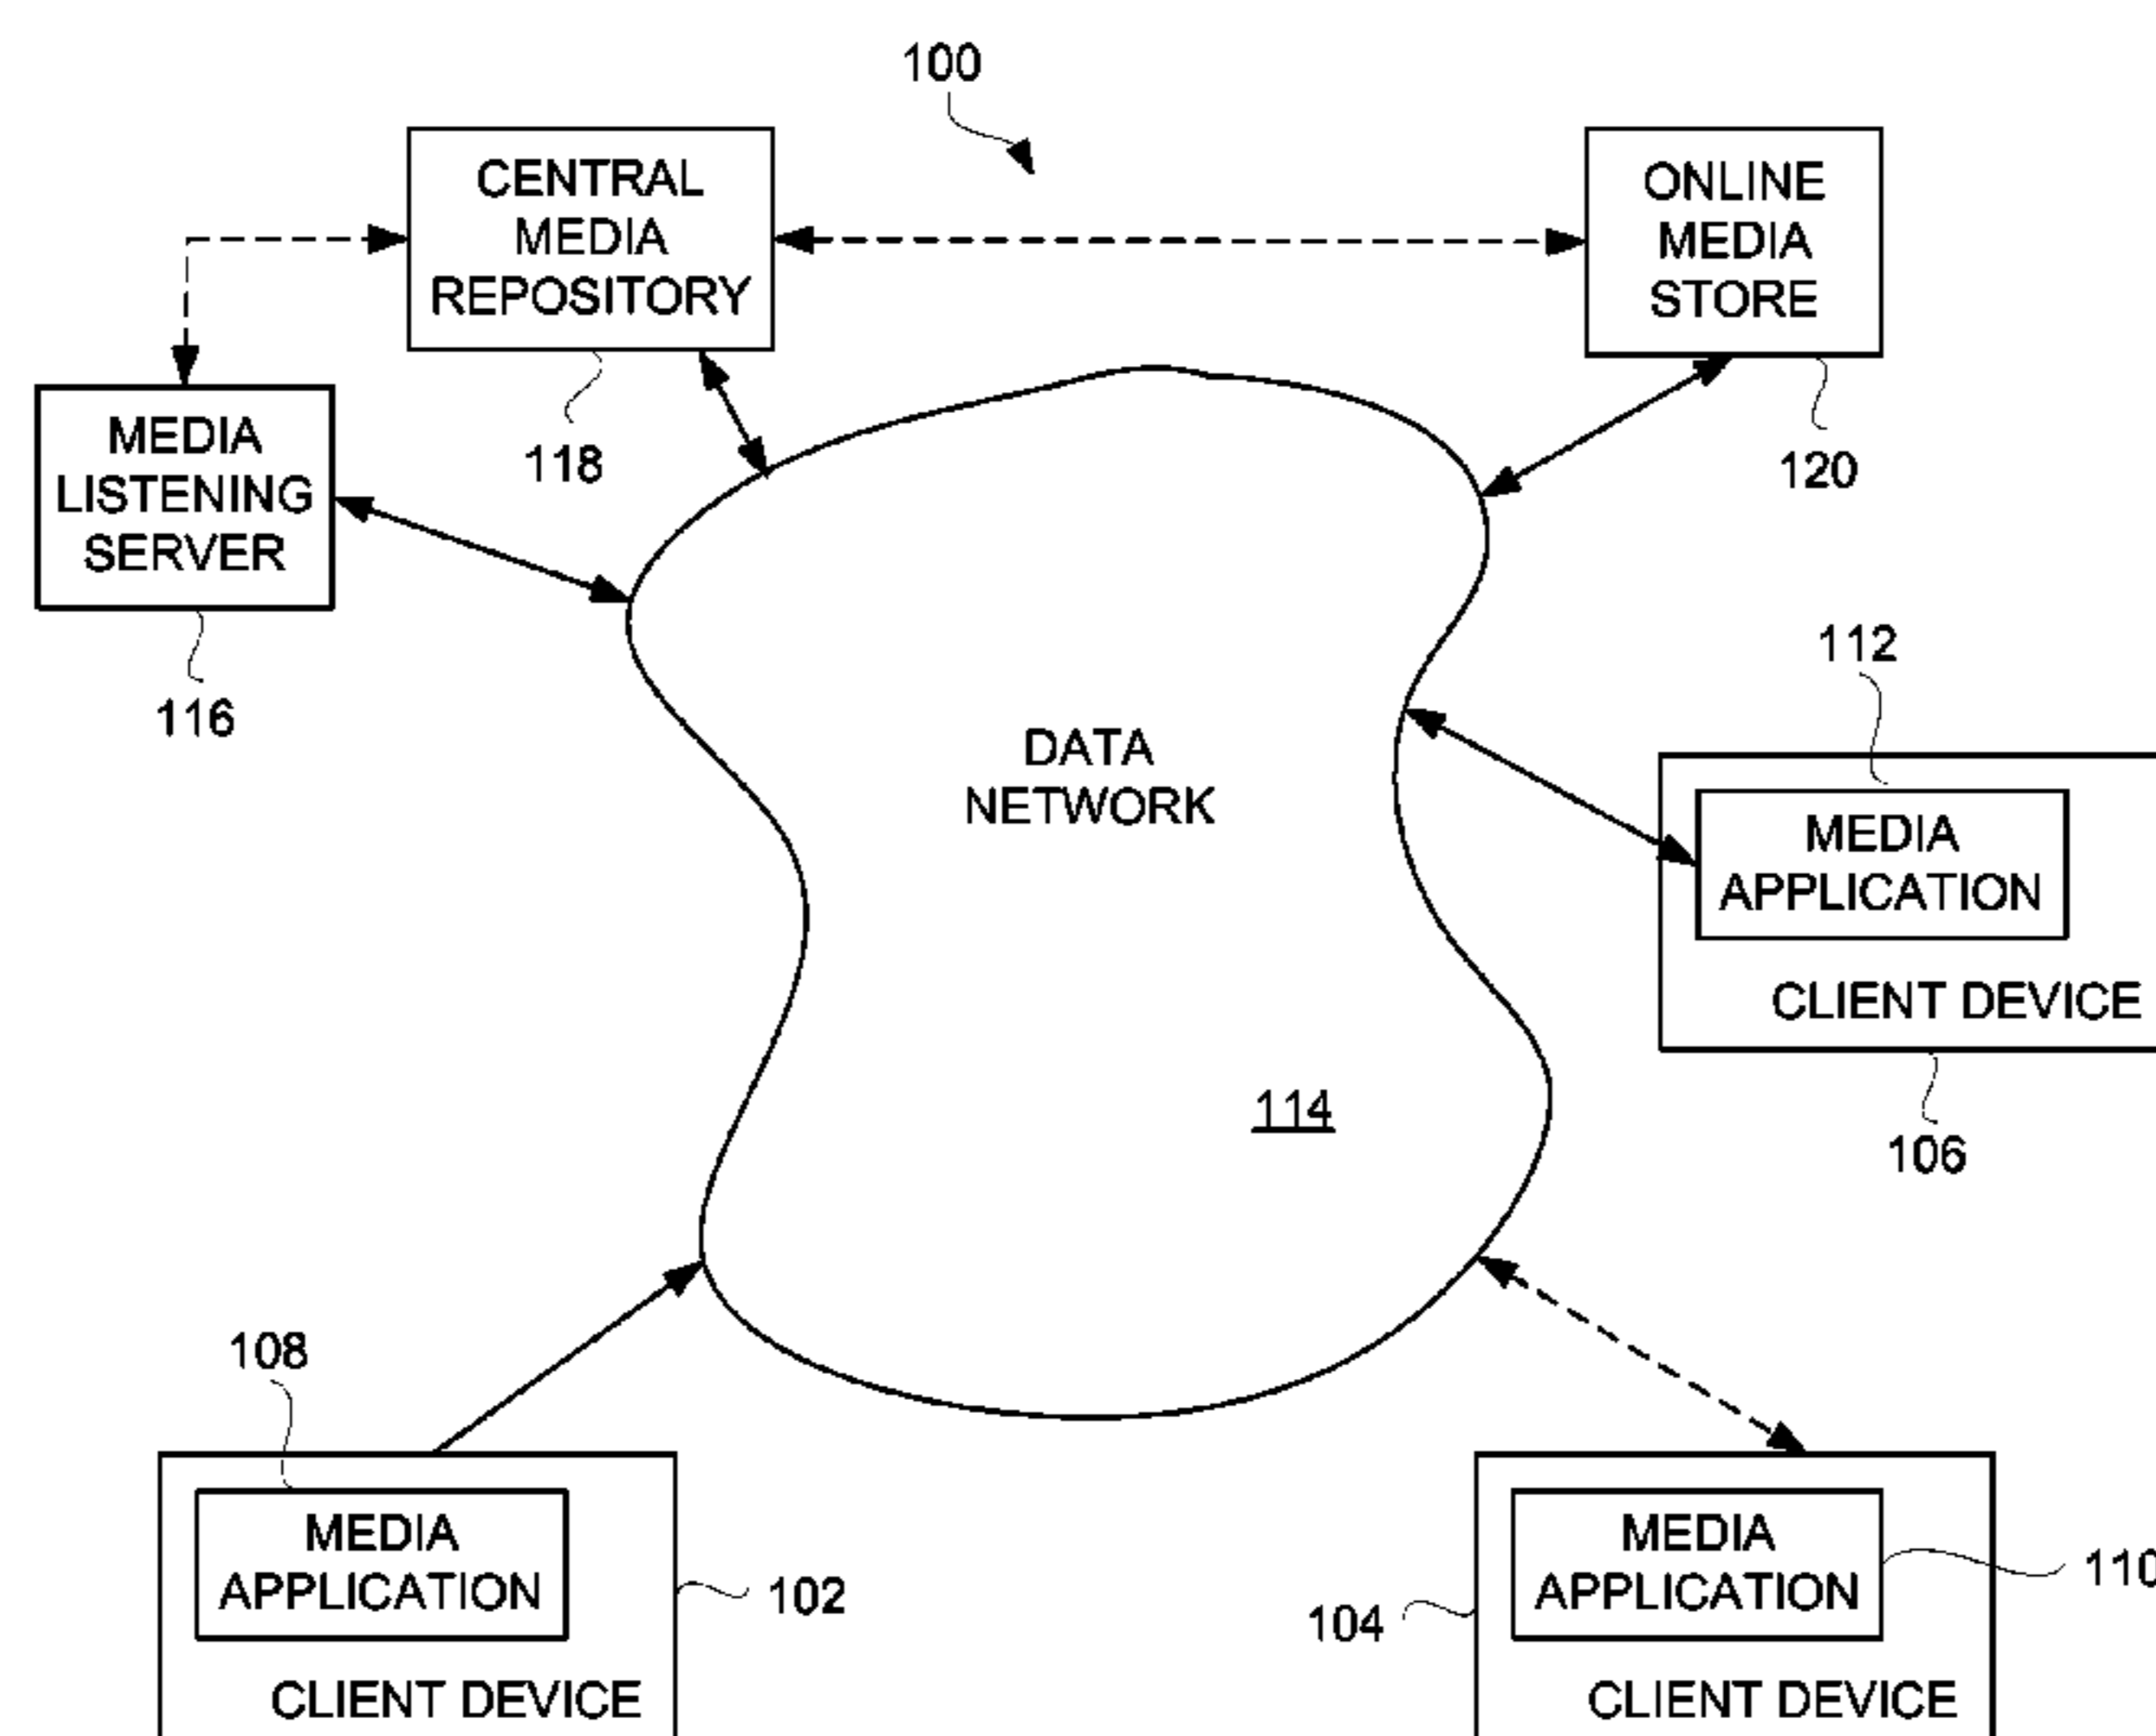 100
CENTRAL
MEDIA
REPOSITORY
ONLINE
MEDIA
STORE
MEDIA
LISTENING
SERVER
118
120
116
112
DATA
NETWORK
MEDIA
APPLICATION
CLIENT DEVICE
114
106
108
MEDIA
APPLICATION
102
CLIENT DEVICE
MEDIA
APPLICATION
110
104
CLIENT DEVICE